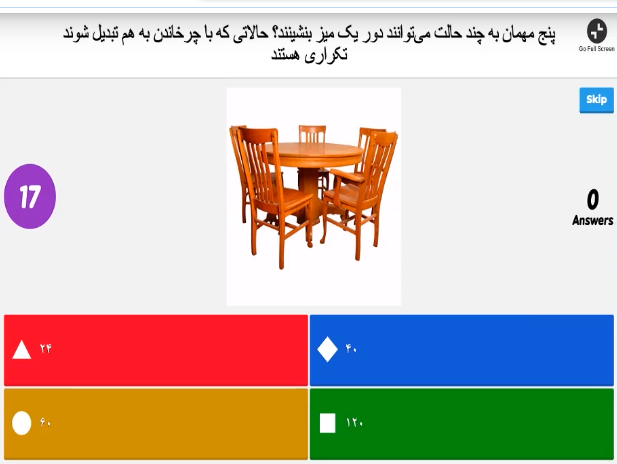 پنج مهمان به چند حالت می‌توانند دور یک میز بنشینند؟ حالاتی که با چرخاندن به هم تبدیل شوند
تکراری هستند
Go Full Screen
Skip
17
0
Answers
۲۴
۴۰
۶۰
۱۲۰